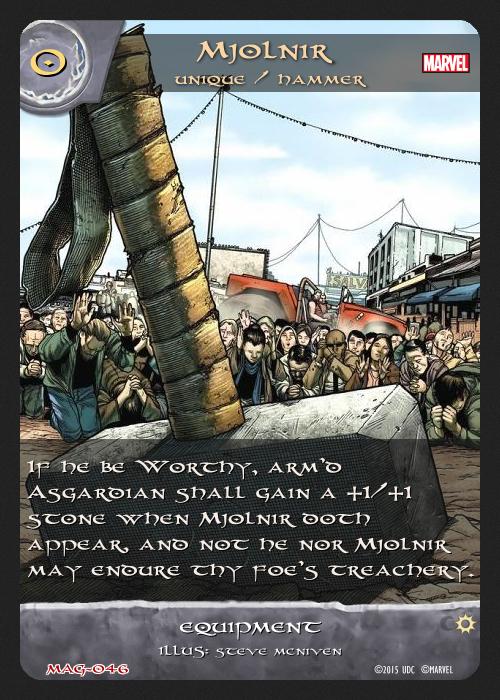 Mjolnir
MARVEL
Unique / Hammer
If he be Worthy, arm'd
Asgardian shall gain a +1/+1
stone when Mjolnir doth
appear, and not he nor Mjolnir
may endure thy foe's treachery.
Equipment
Illus: Steve McNiven
MAG-046
©2015 UDC ©MARVEL